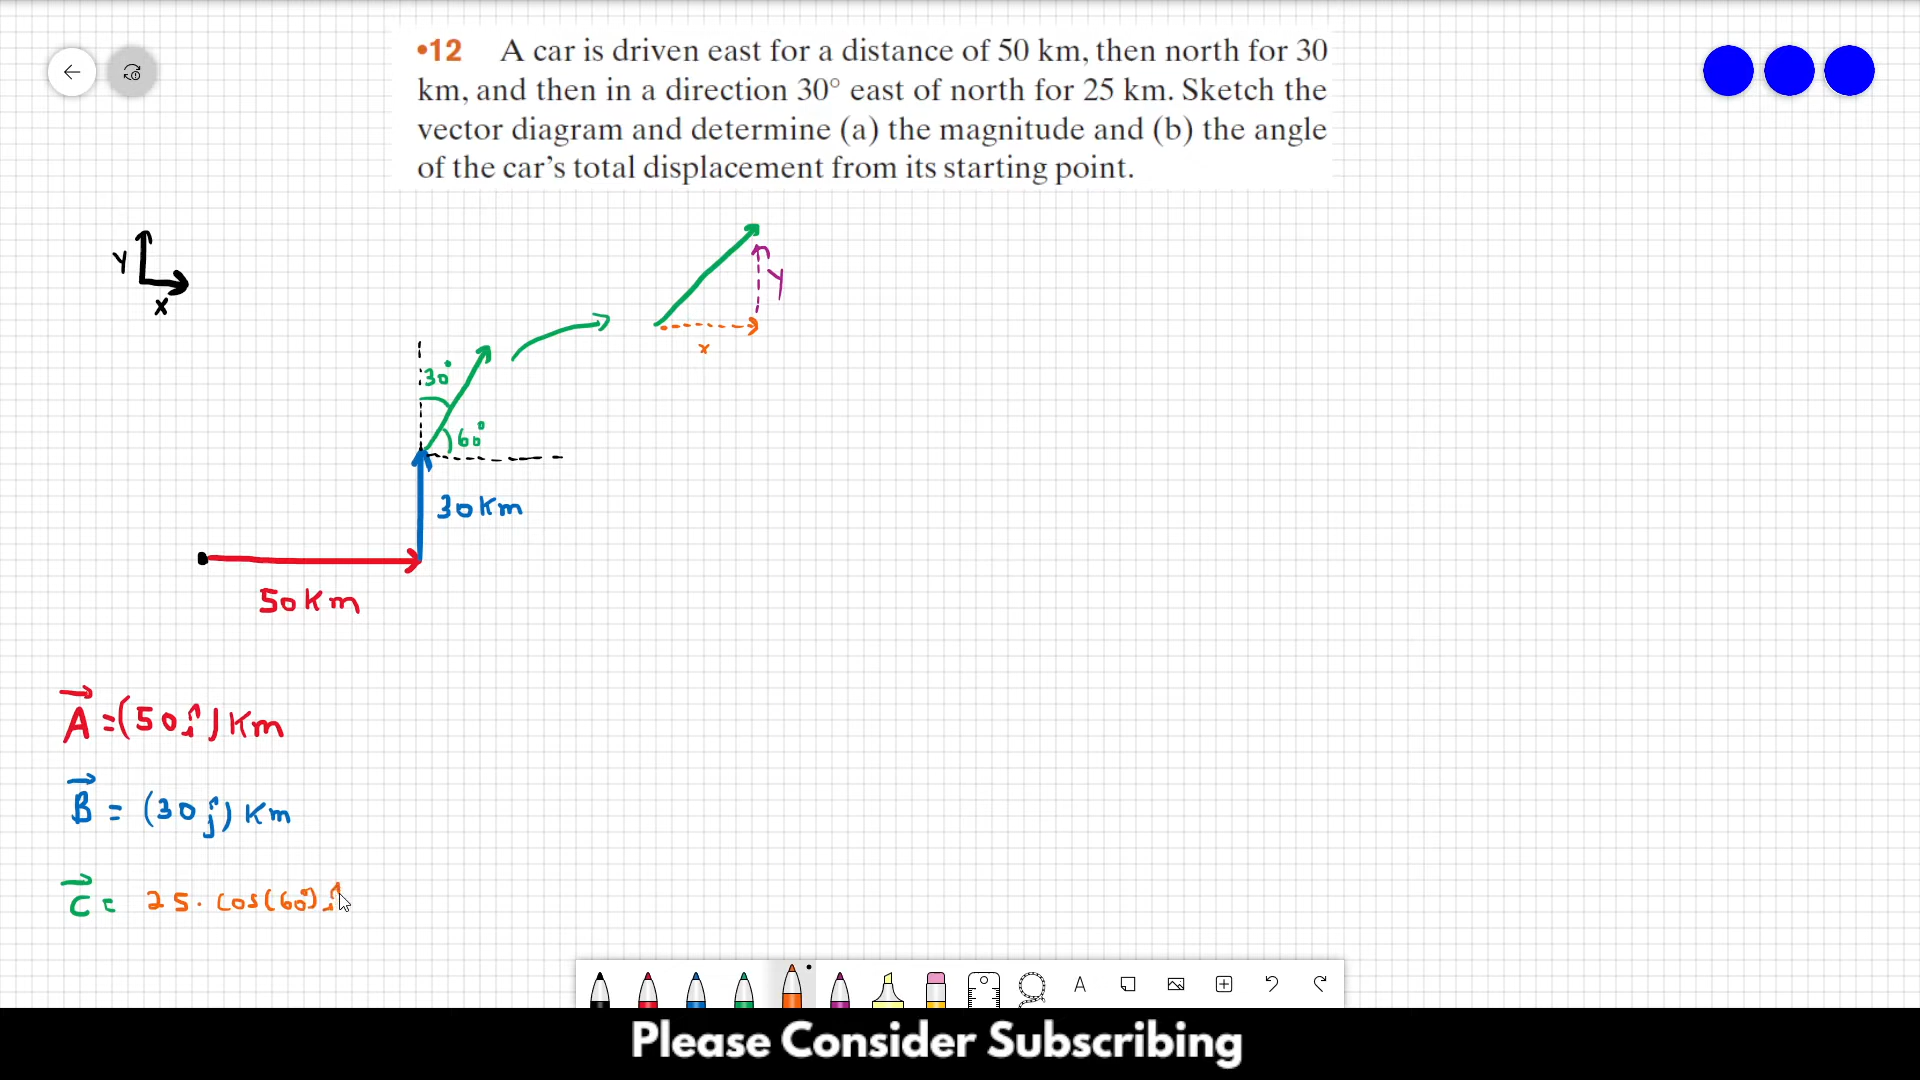 •12 A car is driven east for a distance of 50 km, then north for 30
km, and then in a direction 30° east of north for 25 km. Sketch the
vector diagram and determine (a) the magnitude and (b) the angle
of the car's total displacement from its starting point.
Y
X
Y
x
30°
60°
30Km
50Km
A⃗ = (50 î) Km
B⃗ = (30 ĵ) Km
C⃗ = 25 · cos(60°) î
A
Please Consider Subscribing